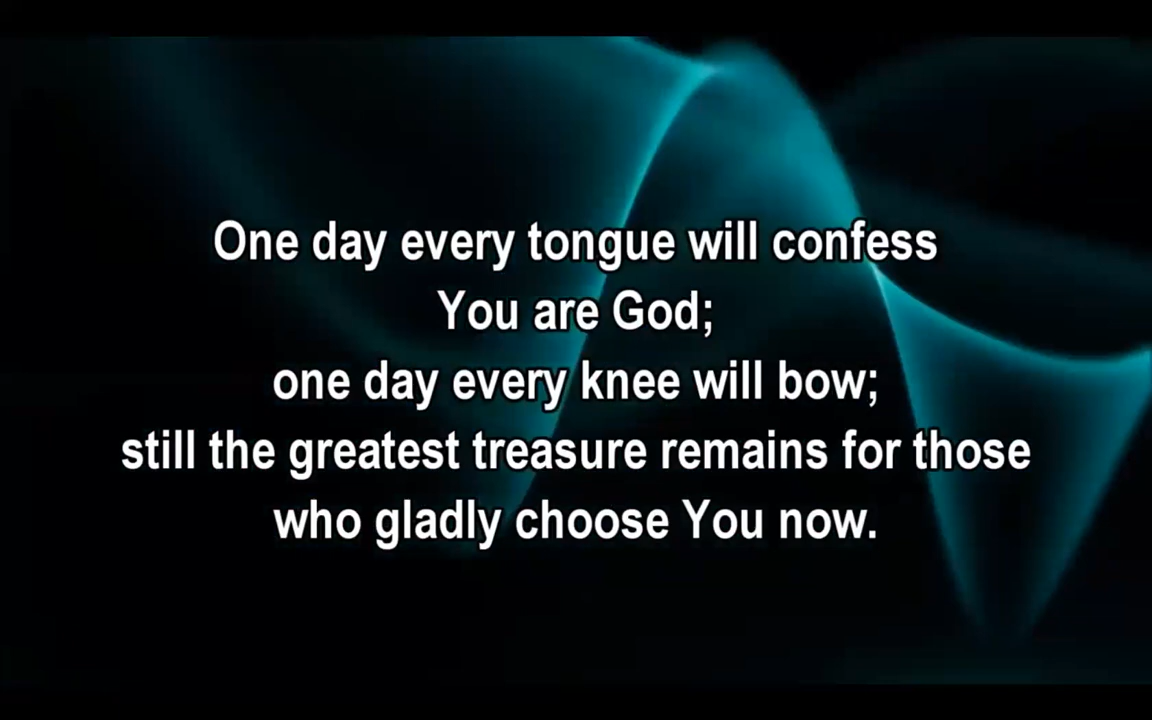 One day every tongue will confess
You are God;
one day every knee will bow;
still the greatest treasure remains for those
who gladly choose You now.